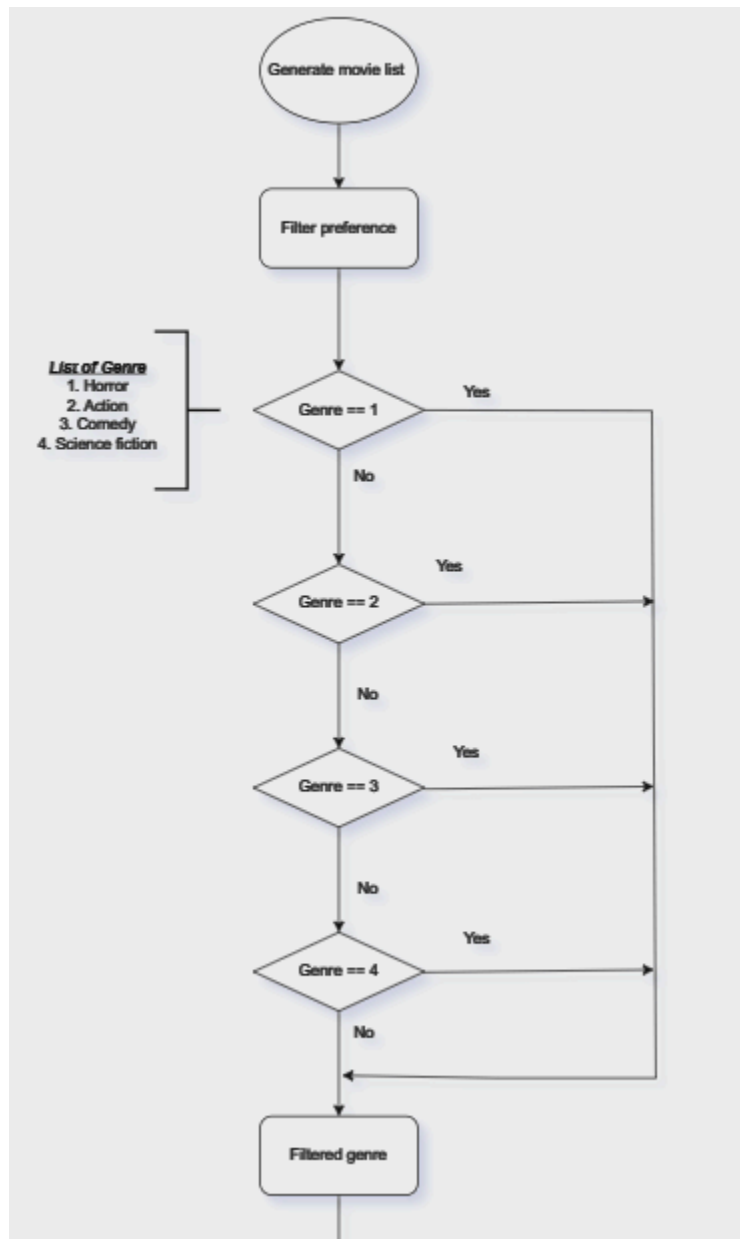 Generate movie list
Filter preference
List of Genre
1. Horror
2. Action
3. Comedy
4. Science fiction
Genre == 1
Yes
No
Genre == 2
Yes
No
Genre == 3
Yes
No
Genre == 4
Yes
No
Filtered genre